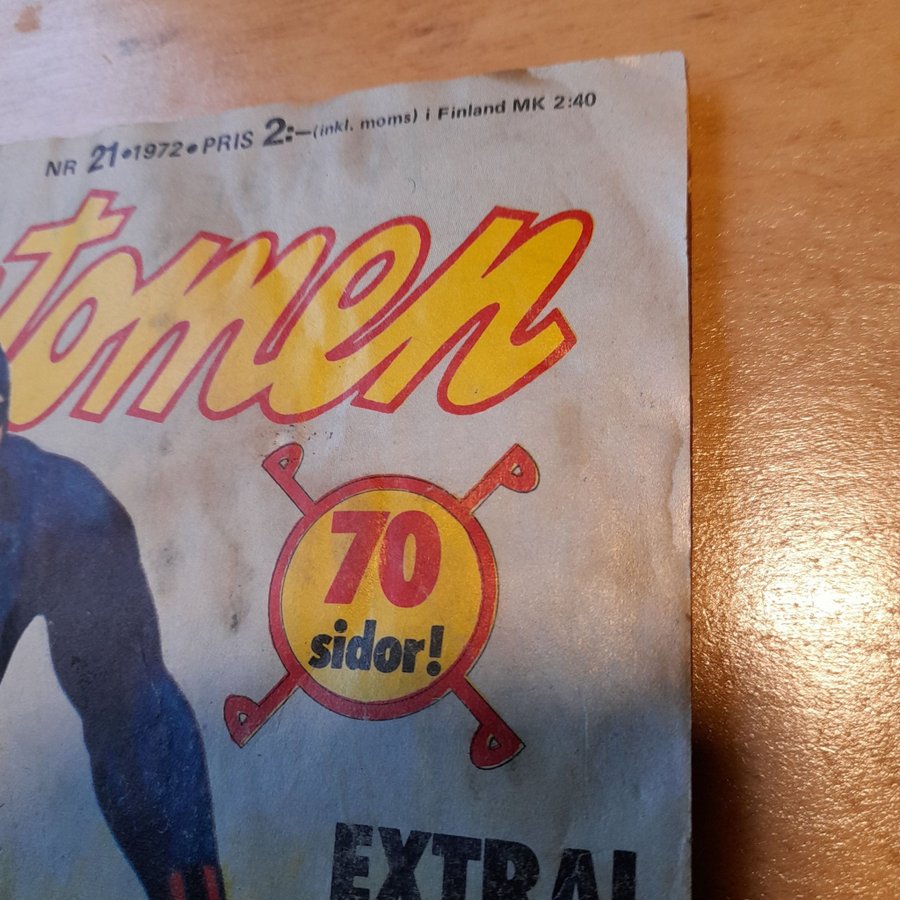 NR 21•1972•PRIS 2:–(inkl. moms) i Finland MK 2:40
tomen
70
sidor!
EXTRA!